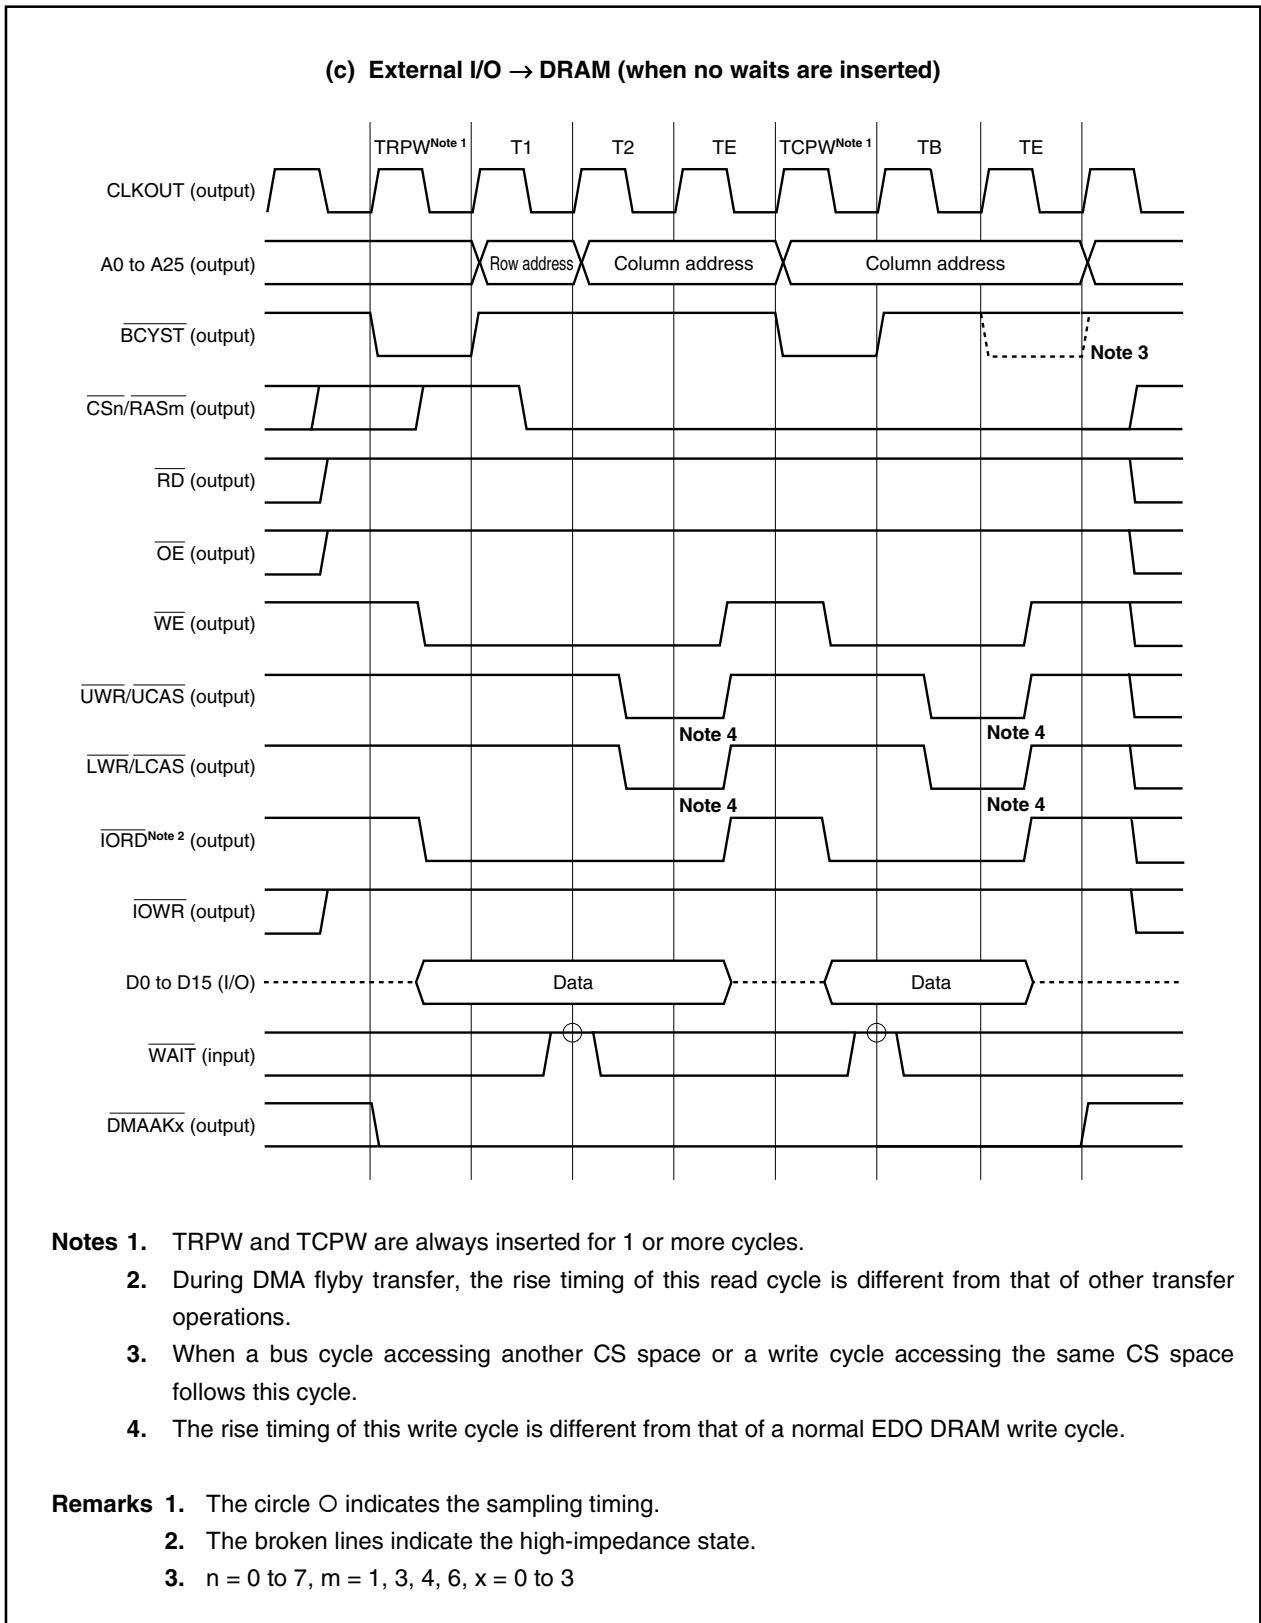 (c) External I/O → DRAM (when no waits are inserted)
TRPWNote 1 T1 T2 TE TCPWNote 1 TB TE
CLKOUT (output)
A0 to A25 (output) Row address Column address Column address
BCYST (output)
Note 3
CSn/RASm (output)
RD (output)
OE (output)
WE (output)
UWR/UCAS (output)
Note 4 Note 4
LWR/LCAS (output)
Note 4 Note 4
IORDNote 2 (output)
IOWR (output)
D0 to D15 (I/O) Data Data
WAIT (input)
DMAAKx (output)
Notes 1. TRPW and TCPW are always inserted for 1 or more cycles.
2. During DMA flyby transfer, the rise timing of this read cycle is different from that of other transfer
operations.
3. When a bus cycle accessing another CS space or a write cycle accessing the same CS space
follows this cycle.
4. The rise timing of this write cycle is different from that of a normal EDO DRAM write cycle.
Remarks 1. The circle ○ indicates the sampling timing.
2. The broken lines indicate the high-impedance state.
3. n = 0 to 7, m = 1, 3, 4, 6, x = 0 to 3